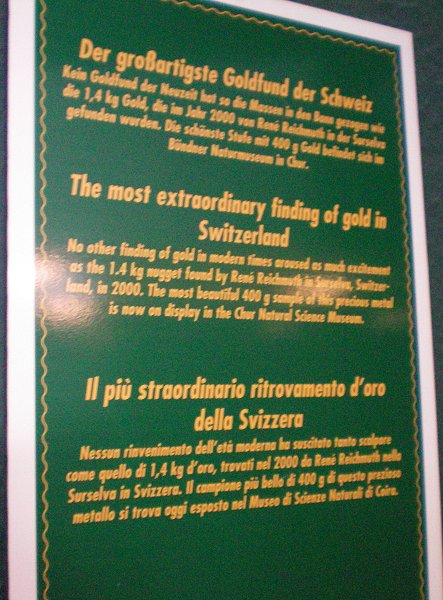 Der großartigste Goldfund der Schweiz
Kein Goldfund der Neuzeit hat so die Massen in den Bann gezogen wie
die 1,4 kg Gold, die im Jahr 2000 von René Reichmuth in der Surselva
gefunden wurden. Die schönste Stufe mit 400 g Gold befindet sich im
Bündner Naturmuseum in Chur.
The most extraordinary finding of gold in
Switzerland
No other finding of gold in modern times aroused as much excitement
as the 1.4 kg nugget found by René Reichmuth in Surselva, Switzer-
land, in 2000. The most beautiful 400 g sample of this precious metal
is now on display in the Chur Natural Science Museum.
Il più straordinario ritrovamento d'oro
della Svizzera
Nessun rinvenimento dell'età moderna ha suscitato tanto scalpore
come quello di 1,4 kg d'oro, trovati nel 2000 da René Reichmuth nella
Surselva in Svizzera. Il campione più bello di 400 g di questo prezioso
metallo si trova oggi esposto nel Museo di Scienze Naturali di Coira.